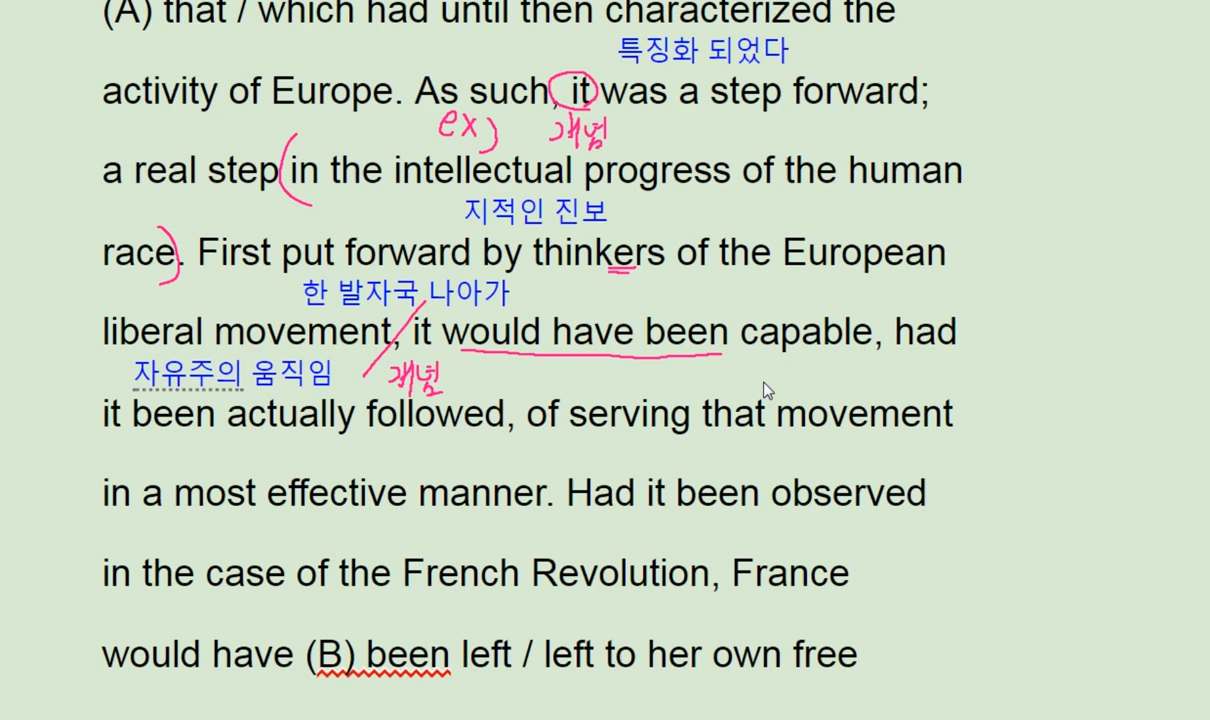 (A) that / which had until then characterized the
특징화 되었다
activity of Europe. As such, it was a step forward;
ex) 개념
a real step (in the intellectual progress of the human
지적인 진보
race). First put forward by thinkers of the European
한 발자국 나아가
liberal movement, / it would have been capable, had
자유주의 움직임 개념
it been actually followed, of serving that movement
in a most effective manner. Had it been observed
in the case of the French Revolution, France
would have (B) been left / left to her own free